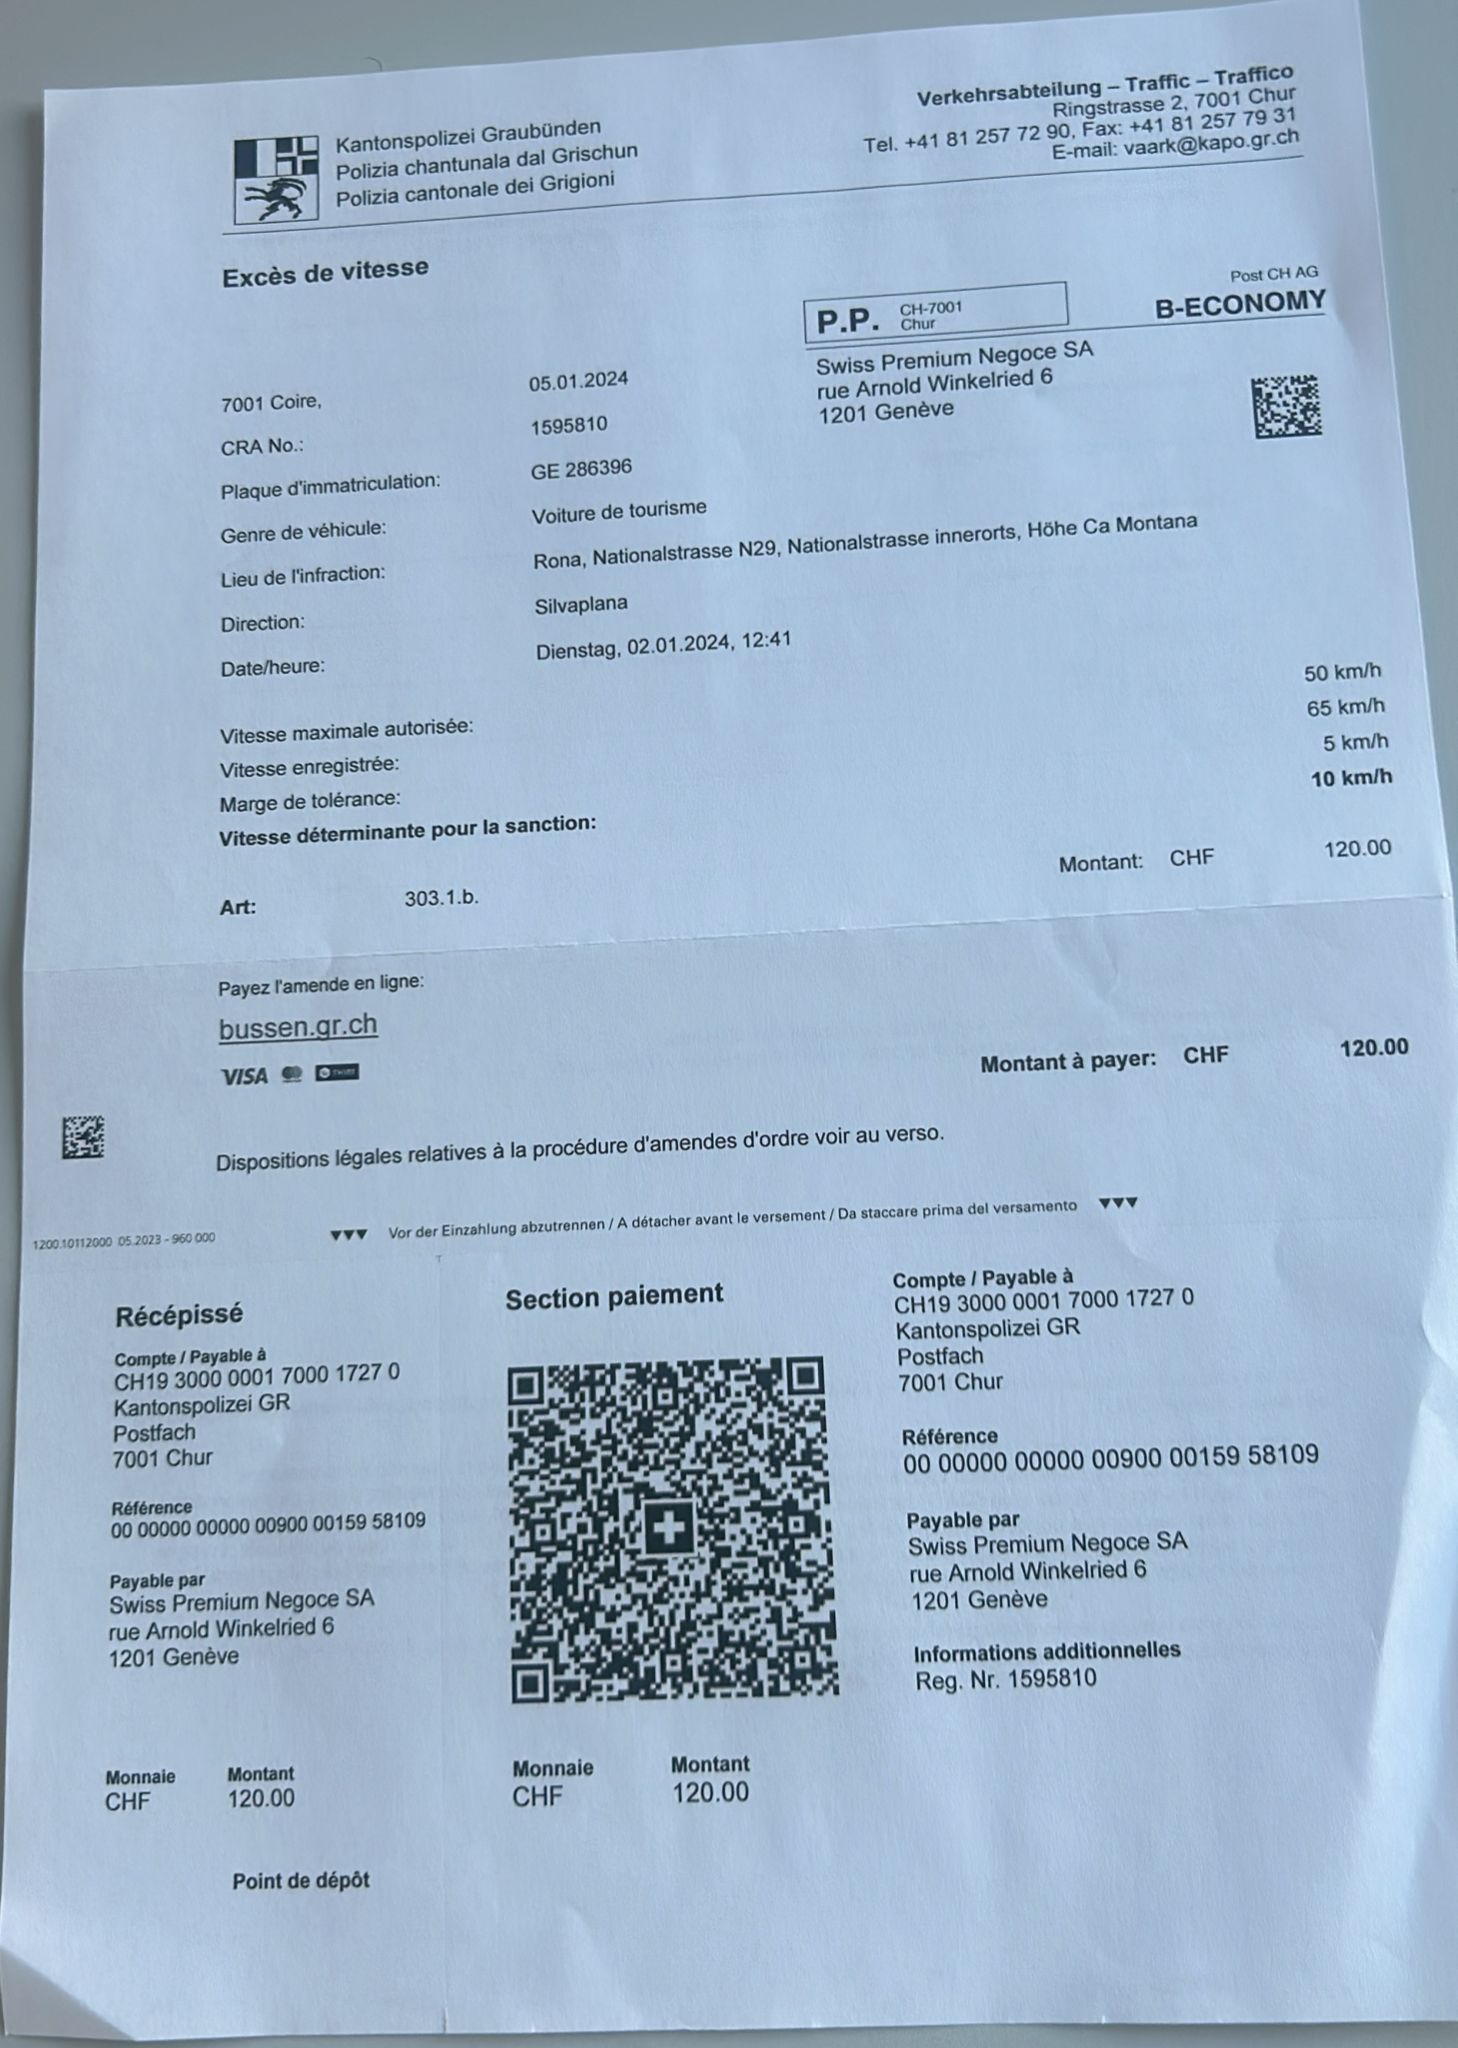 Kantonspolizei Graubünden
Polizia chantunala dal Grischun
Polizia cantonale dei Grigioni
Verkehrsabteilung – Traffic – Traffico
Ringstrasse 2, 7001 Chur
Tel. +41 81 257 72 90, Fax: +41 81 257 79 31
E-mail: vaark@kapo.gr.ch
Excès de vitesse
Post CH AG
P.P. CH-7001 Chur
B-ECONOMY
Swiss Premium Negoce SA
rue Arnold Winkelried 6
1201 Genève
7001 Coire, 05.01.2024
CRA No.: 1595810
Plaque d'immatriculation: GE 286396
Genre de véhicule: Voiture de tourisme
Lieu de l'infraction: Rona, Nationalstrasse N29, Nationalstrasse innerorts, Höhe Ca Montana
Direction: Silvaplana
Date/heure: Dienstag, 02.01.2024, 12:41
Vitesse maximale autorisée: 50 km/h
Vitesse enregistrée: 65 km/h
Marge de tolérance: 5 km/h
Vitesse déterminante pour la sanction: 10 km/h
Art: 303.1.b. Montant: CHF 120.00
Payez l'amende en ligne:
bussen.gr.ch
VISA TWINT
Montant à payer: CHF 120.00
Dispositions légales relatives à la procédure d'amendes d'ordre voir au verso.
1200.10112000 05.2023 - 960 000
▼▼▼ Vor der Einzahlung abzutrennen / A détacher avant le versement / Da staccare prima del versamento ▼▼▼
Récépissé
Compte / Payable à
CH19 3000 0001 7000 1727 0
Kantonspolizei GR
Postfach
7001 Chur
Référence
00 00000 00000 00900 00159 58109
Payable par
Swiss Premium Negoce SA
rue Arnold Winkelried 6
1201 Genève
Monnaie Montant
CHF 120.00
Point de dépôt
Section paiement
Monnaie Montant
CHF 120.00
Compte / Payable à
CH19 3000 0001 7000 1727 0
Kantonspolizei GR
Postfach
7001 Chur
Référence
00 00000 00000 00900 00159 58109
Payable par
Swiss Premium Negoce SA
rue Arnold Winkelried 6
1201 Genève
Informations additionnelles
Reg. Nr. 1595810